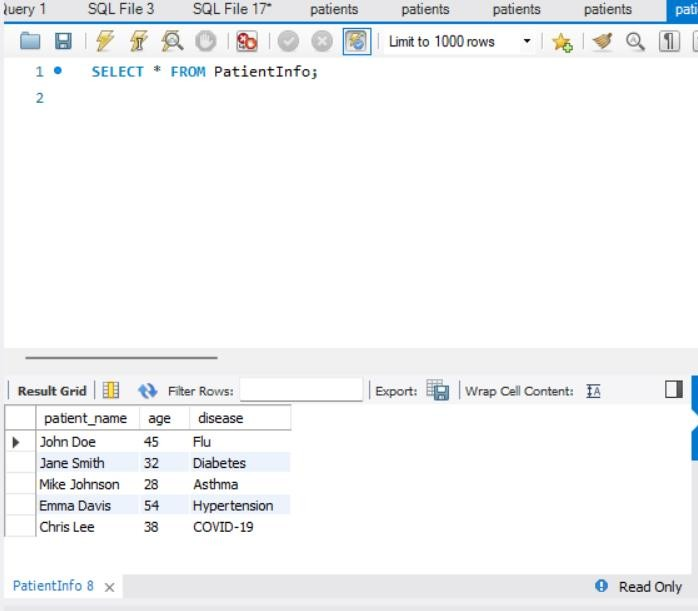 Query 1 SQL File 3 SQL File 17* patients patients patients patients pati
Limit to 1000 rows
1 SELECT * FROM PatientInfo;
2
Result Grid Filter Rows: Export: Wrap Cell Content: IA
patient_name age disease
John Doe 45 Flu
Jane Smith 32 Diabetes
Mike Johnson 28 Asthma
Emma Davis 54 Hypertension
Chris Lee 38 COVID-19
PatientInfo 8 Read Only